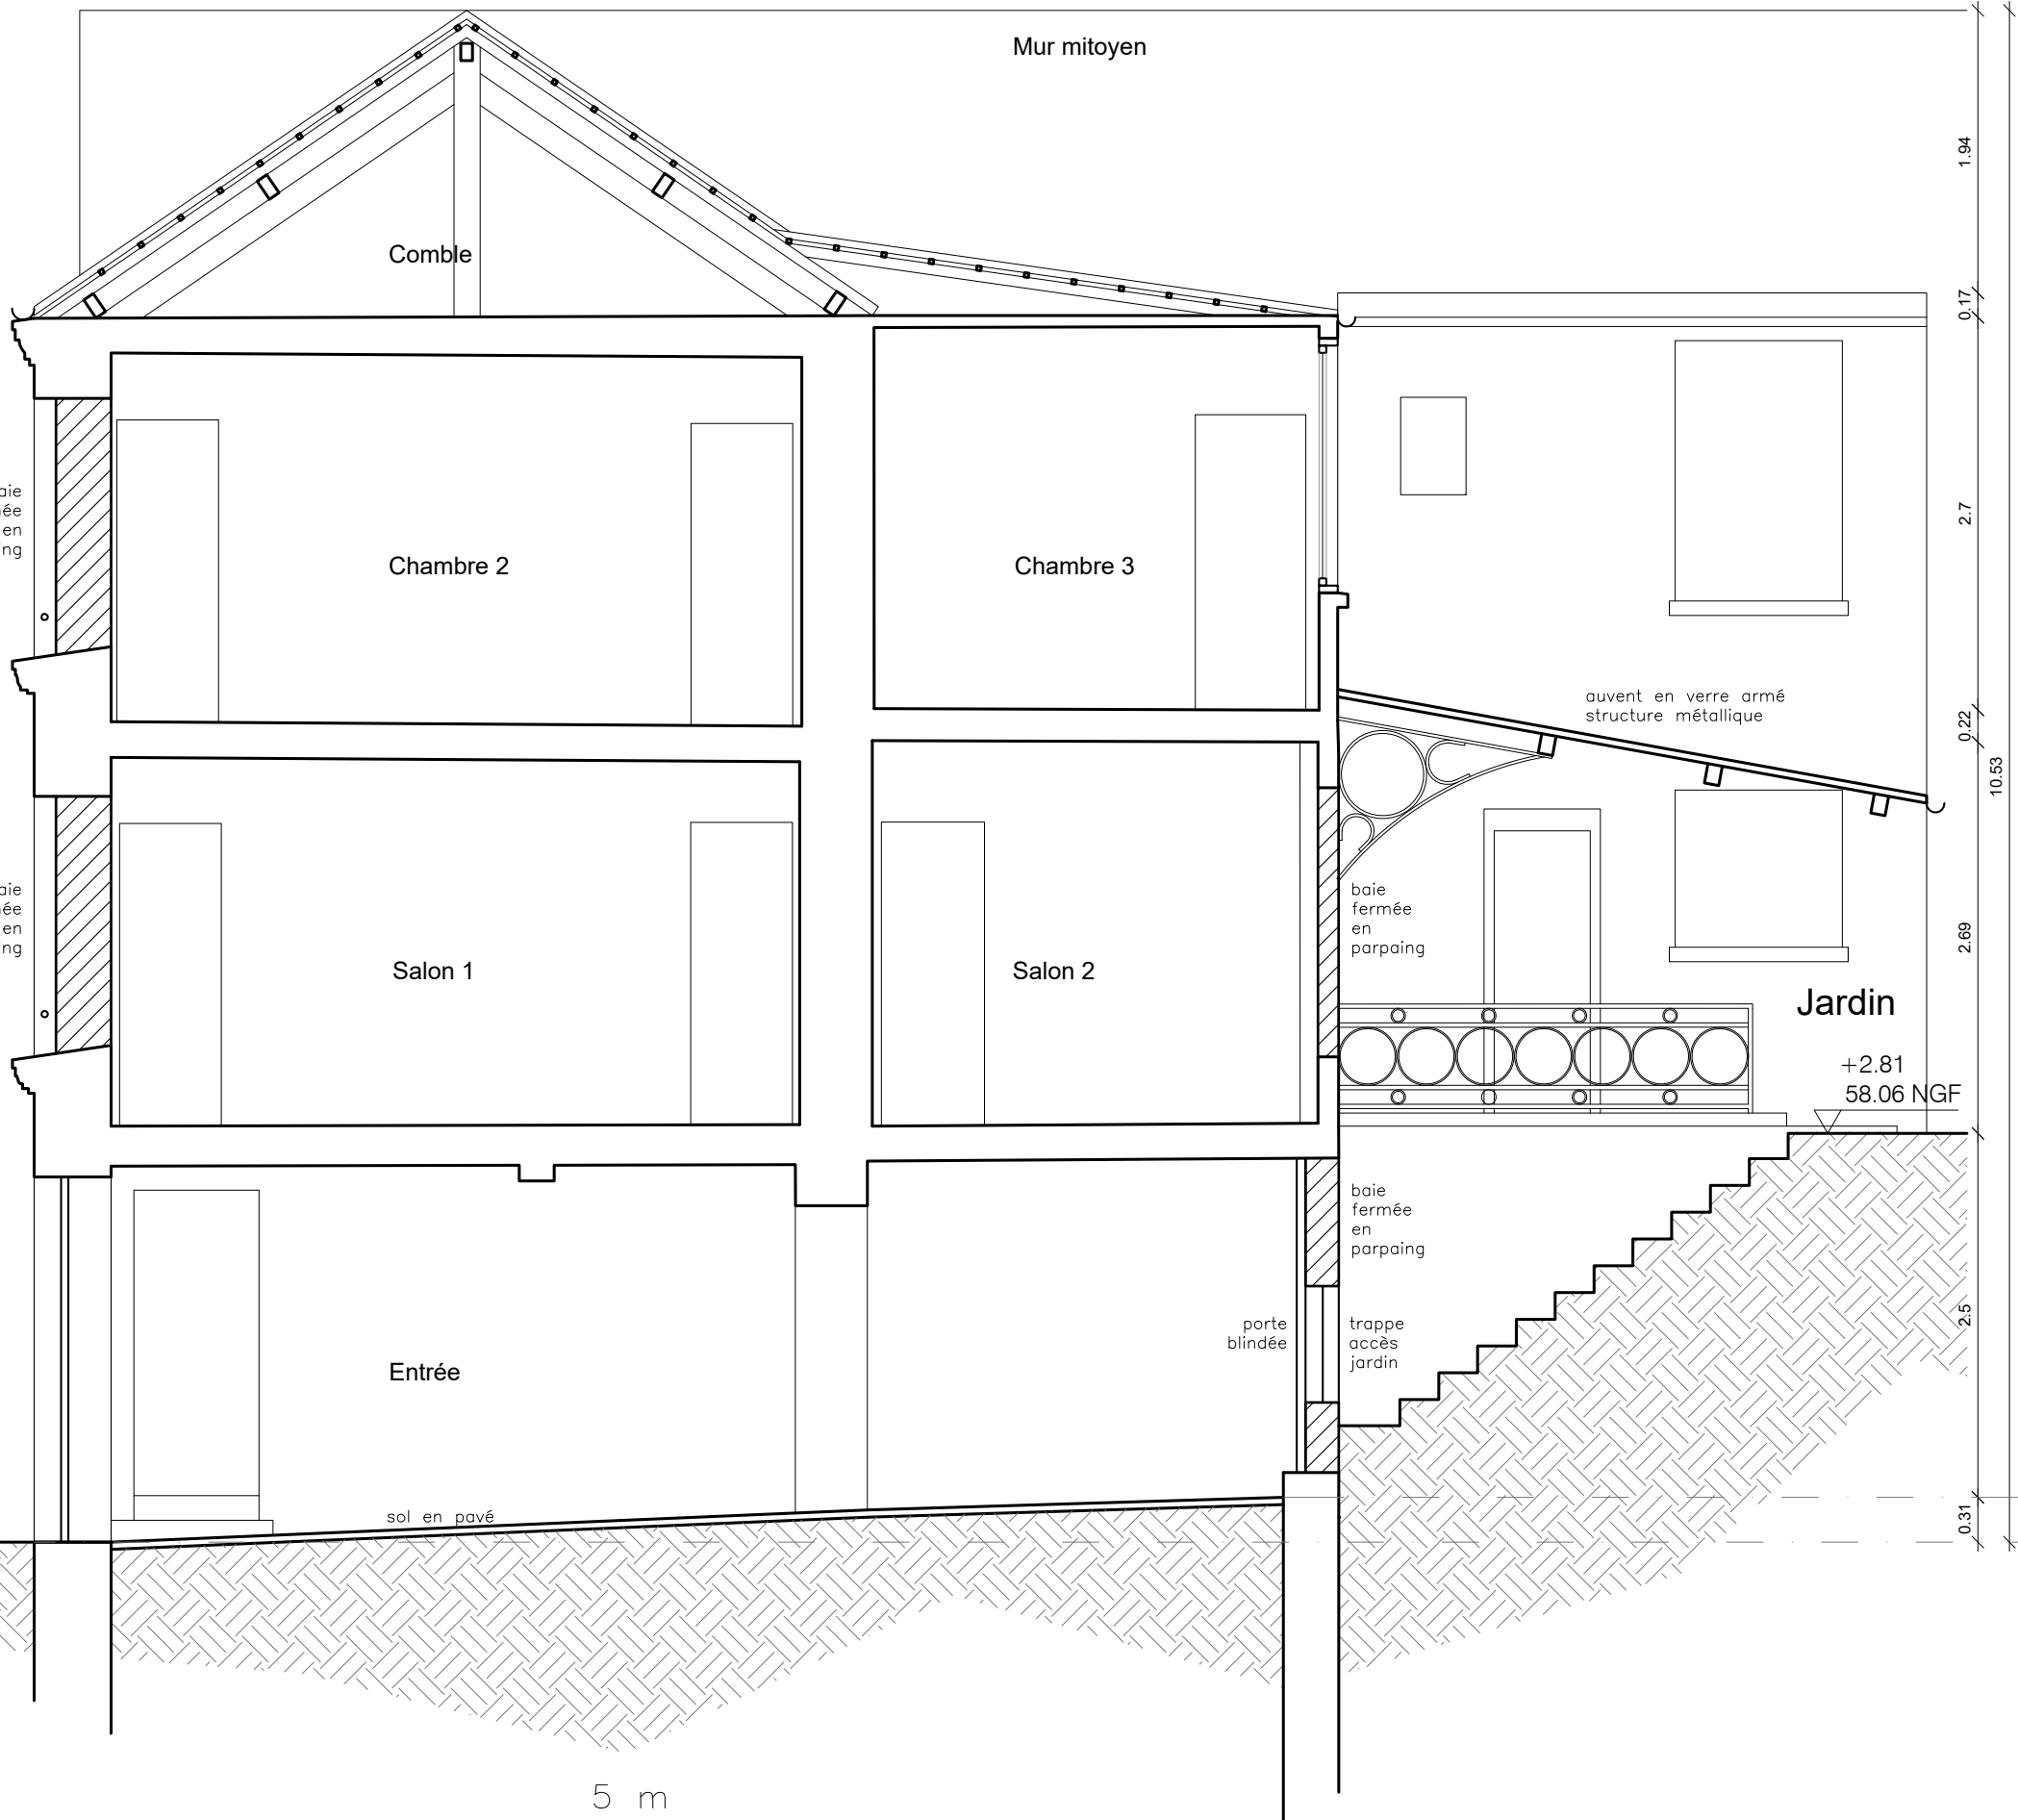 Mur mitoyen
1.94
Comble
0.17
Chambre 2
Chambre 3
2.7
en
auvent en verre armé
structure métallique
0.22
10.53
baie
fermée
en
parpaing
en
2.69
Salon 1
Salon 2
Jardin
+2.81
58.06 NGF
baie
fermée
en
parpaing
porte
blindée
trappe
accès
jardin
2.5
Entrée
sol en pavé
0.31
5 m